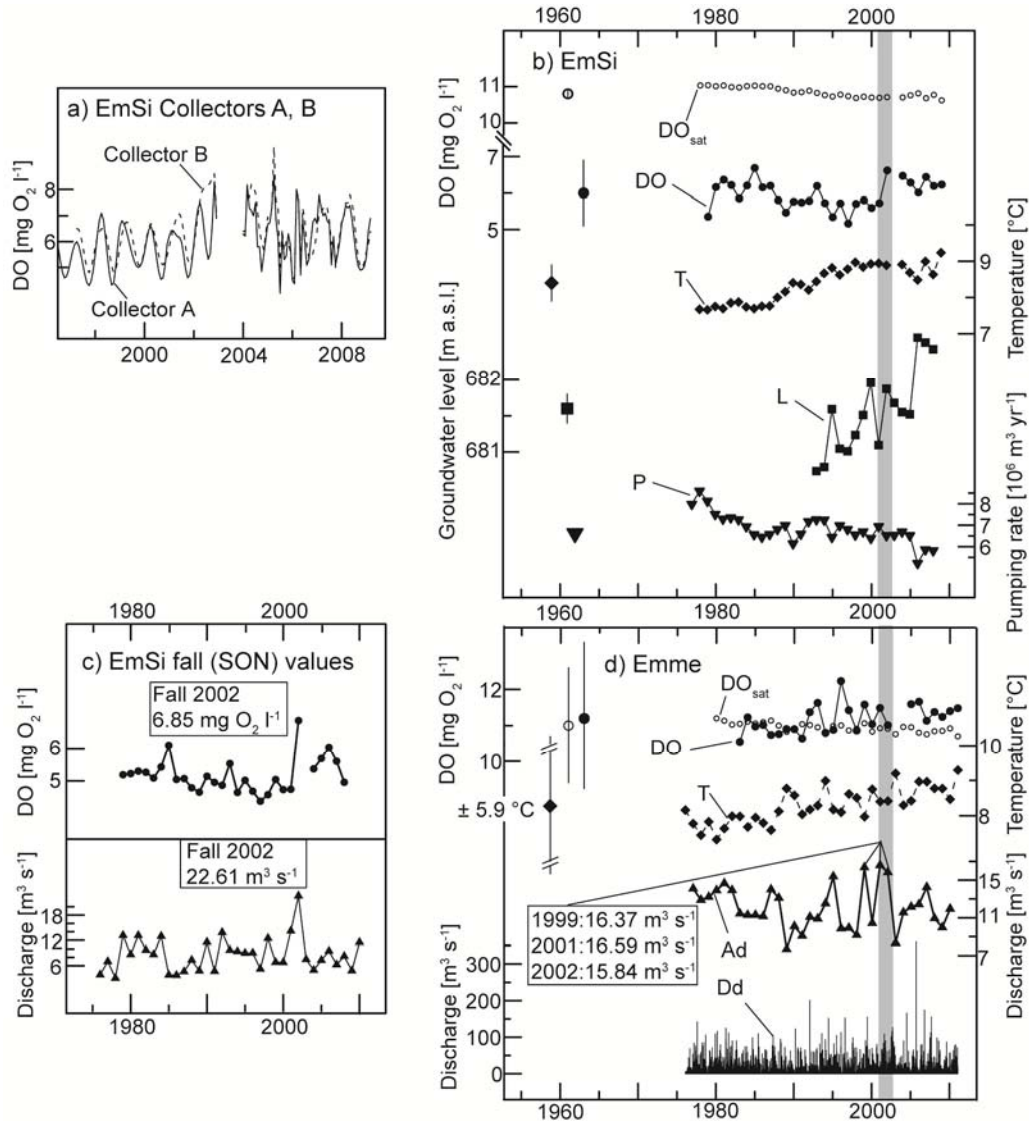 a) EmSi Collectors A, B
DO [mg O₂ l⁻¹]
8
6
Collector B
Collector A
2000 2004 2008
1960 1980 2000
b) EmSi
DO [mg O₂ l⁻¹]
11
10
7
6
5
DOsat
DO
T
Temperature [°C]
9
7
Groundwater level [m a.s.l.]
682
681
L
P
Pumping rate [10⁶ m³ yr⁻¹]
8
7
6
1960 1980 2000
1980 2000
c) EmSi fall (SON) values
Fall 2002
6.85 mg O₂ l⁻¹
DO [mg O₂ l⁻¹]
6
5
Fall 2002
22.61 m³ s⁻¹
Discharge [m³ s⁻¹]
18
12
6
1980 2000
d) Emme
DO [mg O₂ l⁻¹]
12
10
DOsat
DO
± 5.9 °C
T
Temperature [°C]
10
8
1999:16.37 m³ s⁻¹
2001:16.59 m³ s⁻¹
2002:15.84 m³ s⁻¹
Ad
Discharge [m³ s⁻¹]
15
11
7
Dd
Discharge [m³ s⁻¹]
300
200
100
0
1960 1980 2000